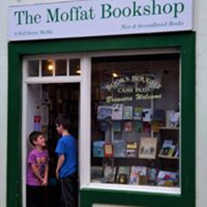 The Moffat Bookshop
New & Secondhand Books
BOOKS BOUGHT
CASH PAID
Browsers Welcome